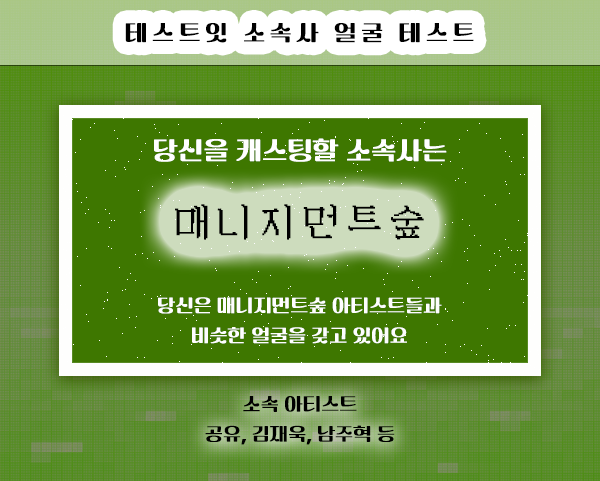 테스트잇 소속사 얼굴 테스트
당신을 캐스팅할 소속사는
매니지먼트숲
당신은 매니지먼트숲 아티스트들과
비슷한 얼굴을 갖고 있어요
소속 아티스트
공유, 김재욱, 남주혁 등